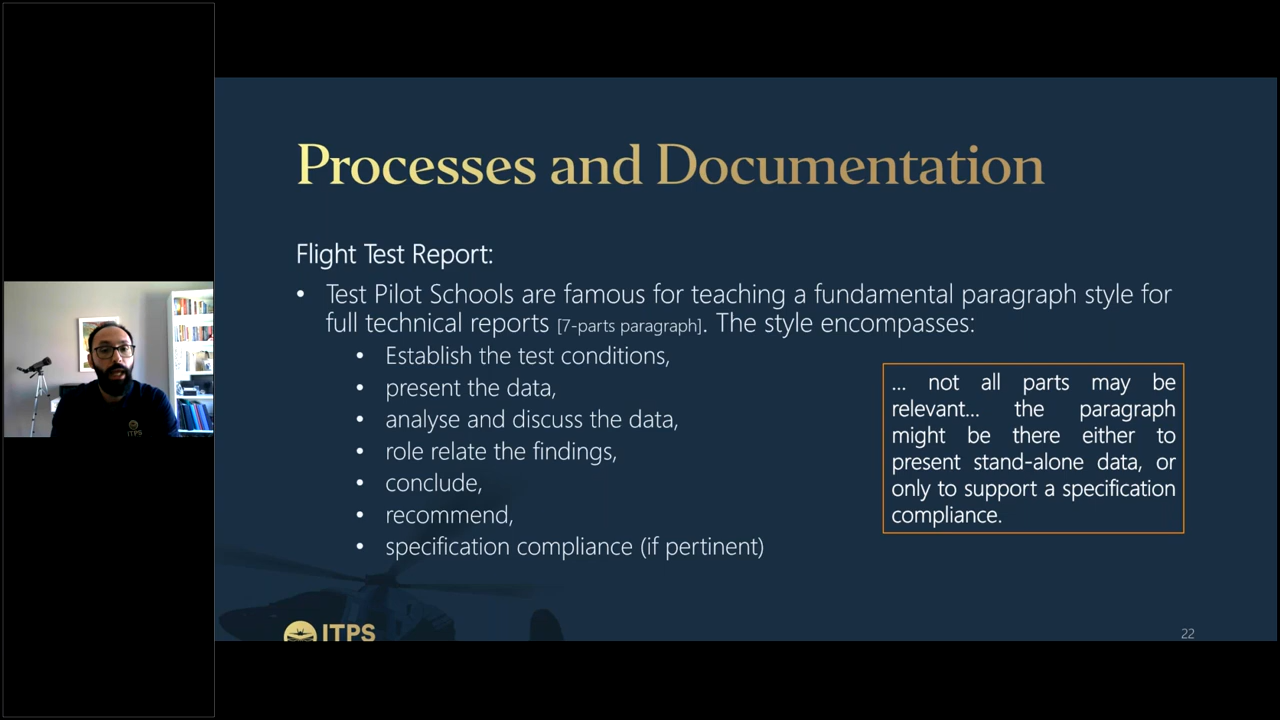 Processes and Documentation
Flight Test Report:
• Test Pilot Schools are famous for teaching a fundamental paragraph style for
full technical reports [7-parts paragraph]. The style encompasses:
• Establish the test conditions,
• present the data,
• analyse and discuss the data,
• role relate the findings,
• conclude,
• recommend,
• specification compliance (if pertinent)
... not all parts may be
relevant... the paragraph
might be there either to
present stand-alone data, or
only to support a specification
compliance.
ITPS
ITPS
22